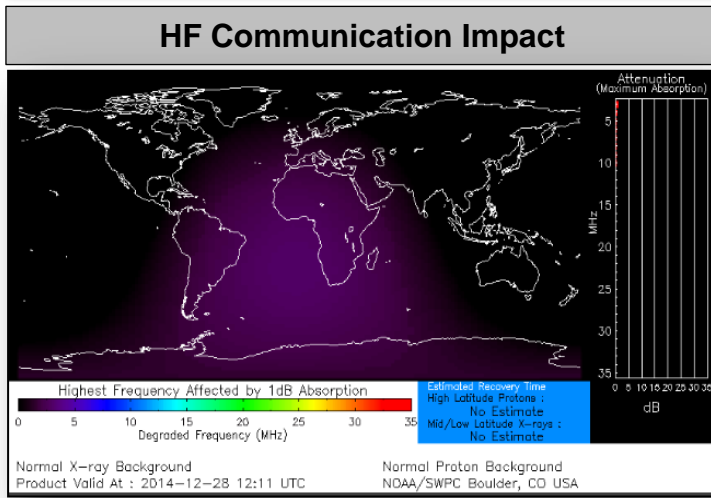 HF Communication Impact
Attenuation
(Maximum Absorption)
5
10
15
20
25
30
35
MHz
0 5 10 15 20 25 30 35
dB
Highest Frequency Affected by 1dB Absorption
0 5 10 15 20 25 30 35
Degraded Frequency (MHz)
Estimated Recovery Time
High Latitude Protons :
No Estimate
Mid/Low Latitude X-rays :
No Estimate
Normal X-ray Background
Normal Proton Background
Product Valid At : 2014-12-28 12:11 UTC
NOAA/SWPC Boulder, CO USA